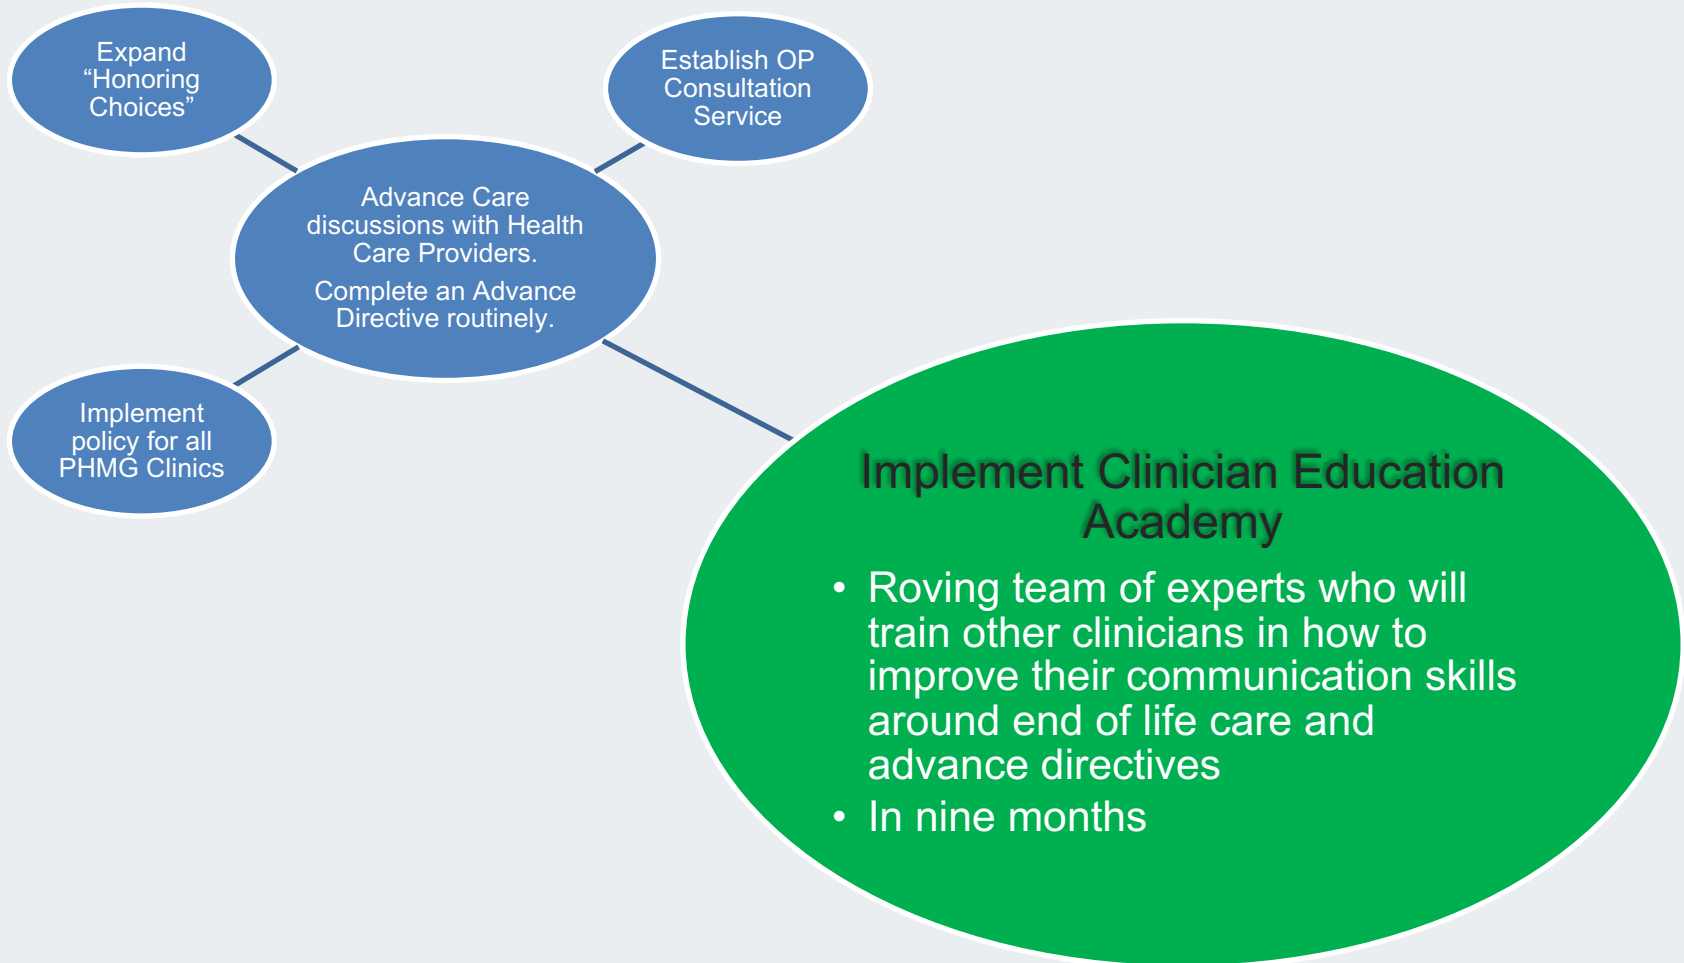 Expand
“Honoring
Choices”
Establish OP
Consultation
Service
Advance Care
discussions with Health
Care Providers.
Complete an Advance
Directive routinely.
Implement
policy for all
PHMG Clinics
Implement Clinician Education
Academy
• Roving team of experts who will
train other clinicians in how to
improve their communication skills
around end of life care and
advance directives
• In nine months